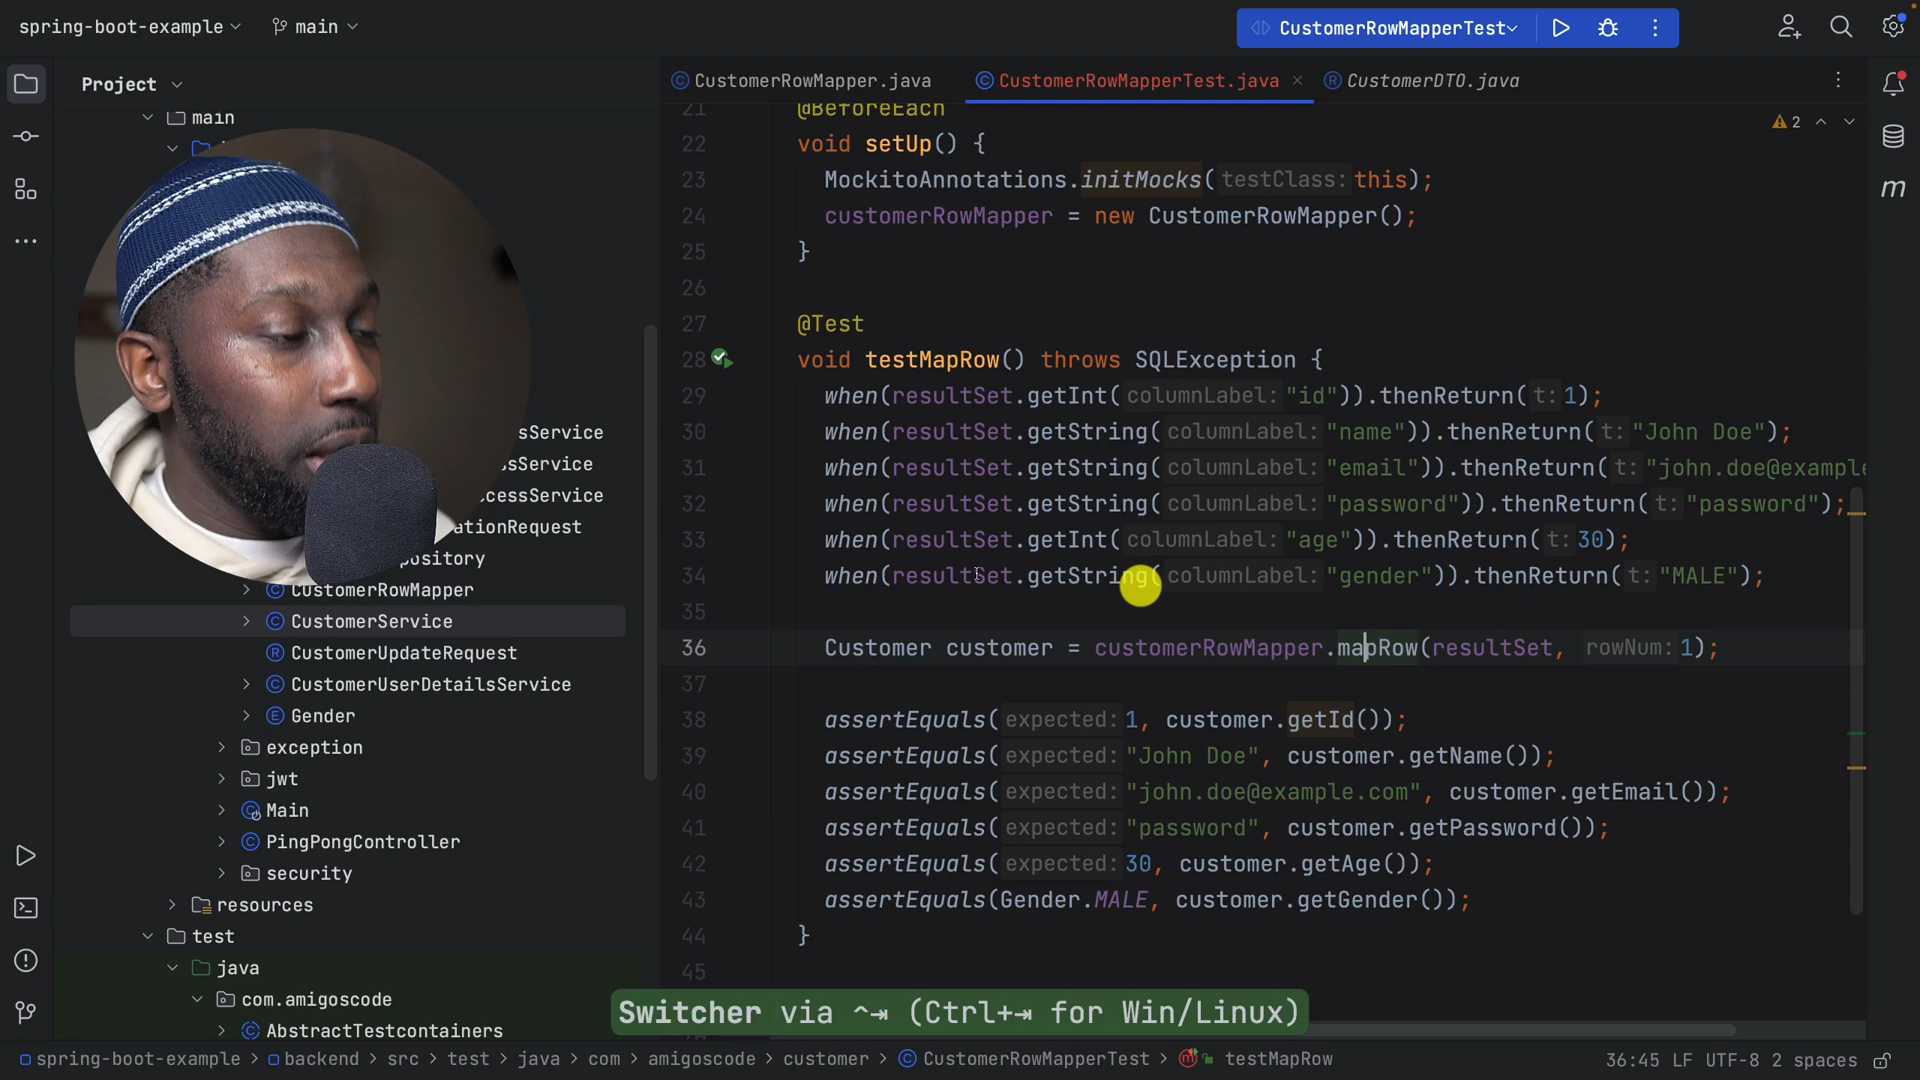 spring-boot-example
main
CustomerRowMapperTest
Project
CustomerRowMapper.java
CustomerRowMapperTest.java
CustomerDTO.java
main
sService
sService
ccessService
ationRequest
pository
CustomerRowMapper
CustomerService
CustomerUpdateRequest
CustomerUserDetailsService
Gender
exception
jwt
Main
PingPongController
security
resources
test
java
com.amigoscode
AbstractTestcontainers
2
21 @BeforeEach
22 void setUp() {
23 MockitoAnnotations.initMocks( testClass: this);
24 customerRowMapper = new CustomerRowMapper();
25 }
26
27 @Test
28 void testMapRow() throws SQLException {
29 when(resultSet.getInt( columnLabel: "id")).thenReturn( t: 1);
30 when(resultSet.getString( columnLabel: "name")).thenReturn( t: "John Doe");
31 when(resultSet.getString( columnLabel: "email")).thenReturn( t: "john.doe@example
32 when(resultSet.getString( columnLabel: "password")).thenReturn( t: "password");
33 when(resultSet.getInt( columnLabel: "age")).thenReturn( t: 30);
34 when(resultSet.getString( columnLabel: "gender")).thenReturn( t: "MALE");
35
36 Customer customer = customerRowMapper.mapRow(resultSet, rowNum: 1);
37
38 assertEquals( expected: 1, customer.getId());
39 assertEquals( expected: "John Doe", customer.getName());
40 assertEquals( expected: "john.doe@example.com", customer.getEmail());
41 assertEquals( expected: "password", customer.getPassword());
42 assertEquals( expected: 30, customer.getAge());
43 assertEquals(Gender.MALE, customer.getGender());
44 }
45
Switcher via ^⇥ (Ctrl+⇥ for Win/Linux)
spring-boot-example > backend > src > test > java > com > amigoscode > customer > CustomerRowMapperTest > testMapRow
36:45 LF UTF-8 2 spaces